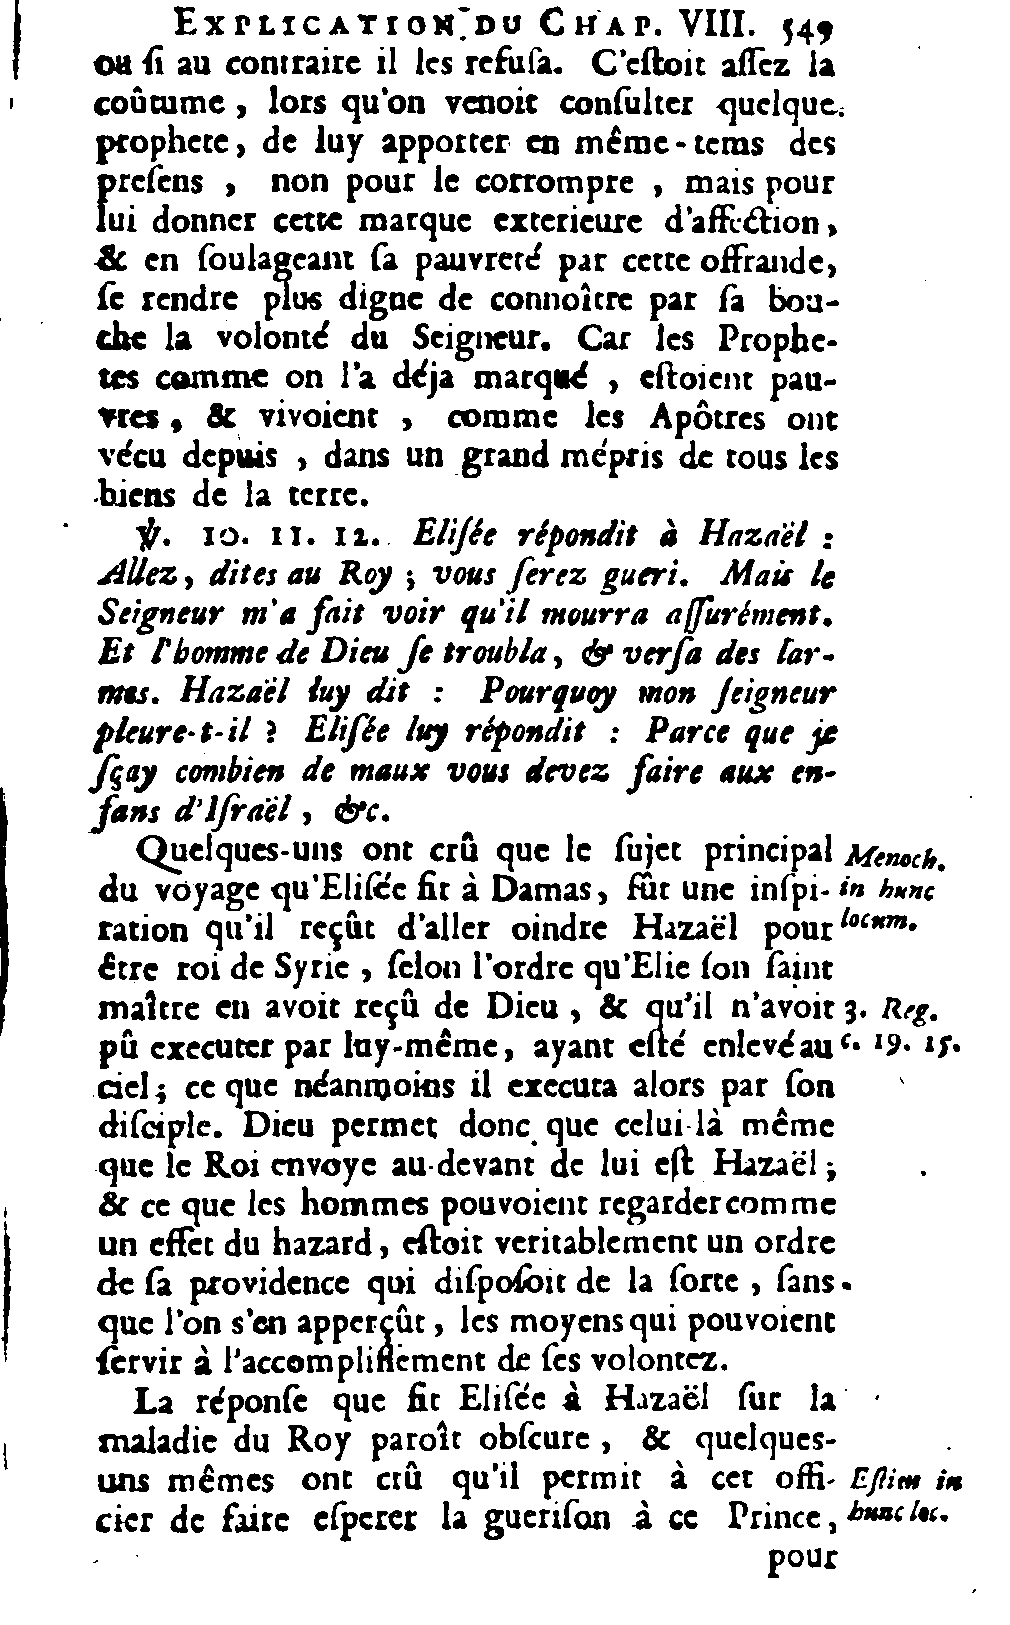 EXPLICATION DU CHAP. VIII. 549
ou ſi au contraire il les refuſa. C'eſtoit aſſez la
coûtume, lors qu'on venoit conſulter quelque
prophete, de luy apporter en même-tems des
preſens, non pour le corrompre, mais pour
lui donner cette marque exterieure d'affection,
& en ſoulageant ſa pauvreté par cette offrande,
ſe rendre plus digne de connoître par ſa bou-
che la volonté du Seigneur. Car les Prophe-
tes comme on l'a déja marqué, eſtoient pau-
vres, & vivoient, comme les Apôtres ont
vécu depuis, dans un grand mépris de tous les
biens de la terre.
℣. 10. 11. 12. Eliſée répondit à Hazaël :
Allez, dites au Roy ; vous ſerez gueri. Mais le
Seigneur m'a fait voir qu'il mourra aſſurément.
Et l'homme de Dieu ſe troubla, & verſa des lar-
mes. Hazaël luy dit : Pourquoy mon ſeigneur
pleure-t-il ? Eliſée luy répondit : Parce que je
ſçay combien de maux vous devez faire aux en-
fans d'Iſraël, &c.
Quelques-uns ont crû que le ſujet principal Menoch.
du voyage qu'Eliſée fit à Damas, fût une inſpi- in hunc
ration qu'il reçût d'aller oindre Hazaël pour locum.
être roi de Syrie, ſelon l'ordre qu'Elie ſon ſaint
maître en avoit reçû de Dieu, & qu'il n'avoit 3. Reg.
pû executer par luy-même, ayant eſté enlevé au c. 19. 15.
ciel ; ce que néanmoins il executa alors par ſon
diſciple. Dieu permet donc que celui-là même
que le Roi envoye au-devant de lui eſt Hazaël ;
& ce que les hommes pouvoient regarder comme
un effet du hazard, eſtoit veritablement un ordre
de ſa providence qui diſpoſoit de la ſorte, ſans
que l'on s'en apperçût, les moyens qui pouvoient
ſervir à l'accompliſſement de ſes volontez.
La réponſe que fit Eliſée à Hazaël ſur la
maladie du Roy paroît obſcure, & quelques-
uns mêmes ont crû qu'il permit à cet offi- Eſtius in
cier de faire eſperer la gueriſon à ce Prince, hunc loc.
pour